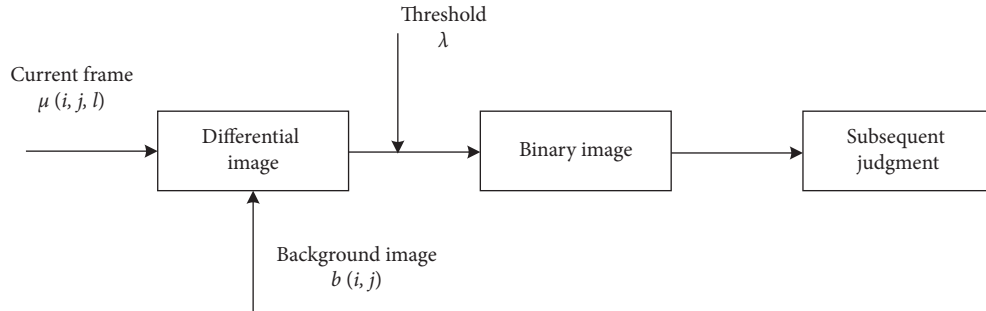 Threshold
λ
Current frame
μ (i, j, l)
Differential
image
Binary image
Subsequent
judgment
Background image
b (i, j)